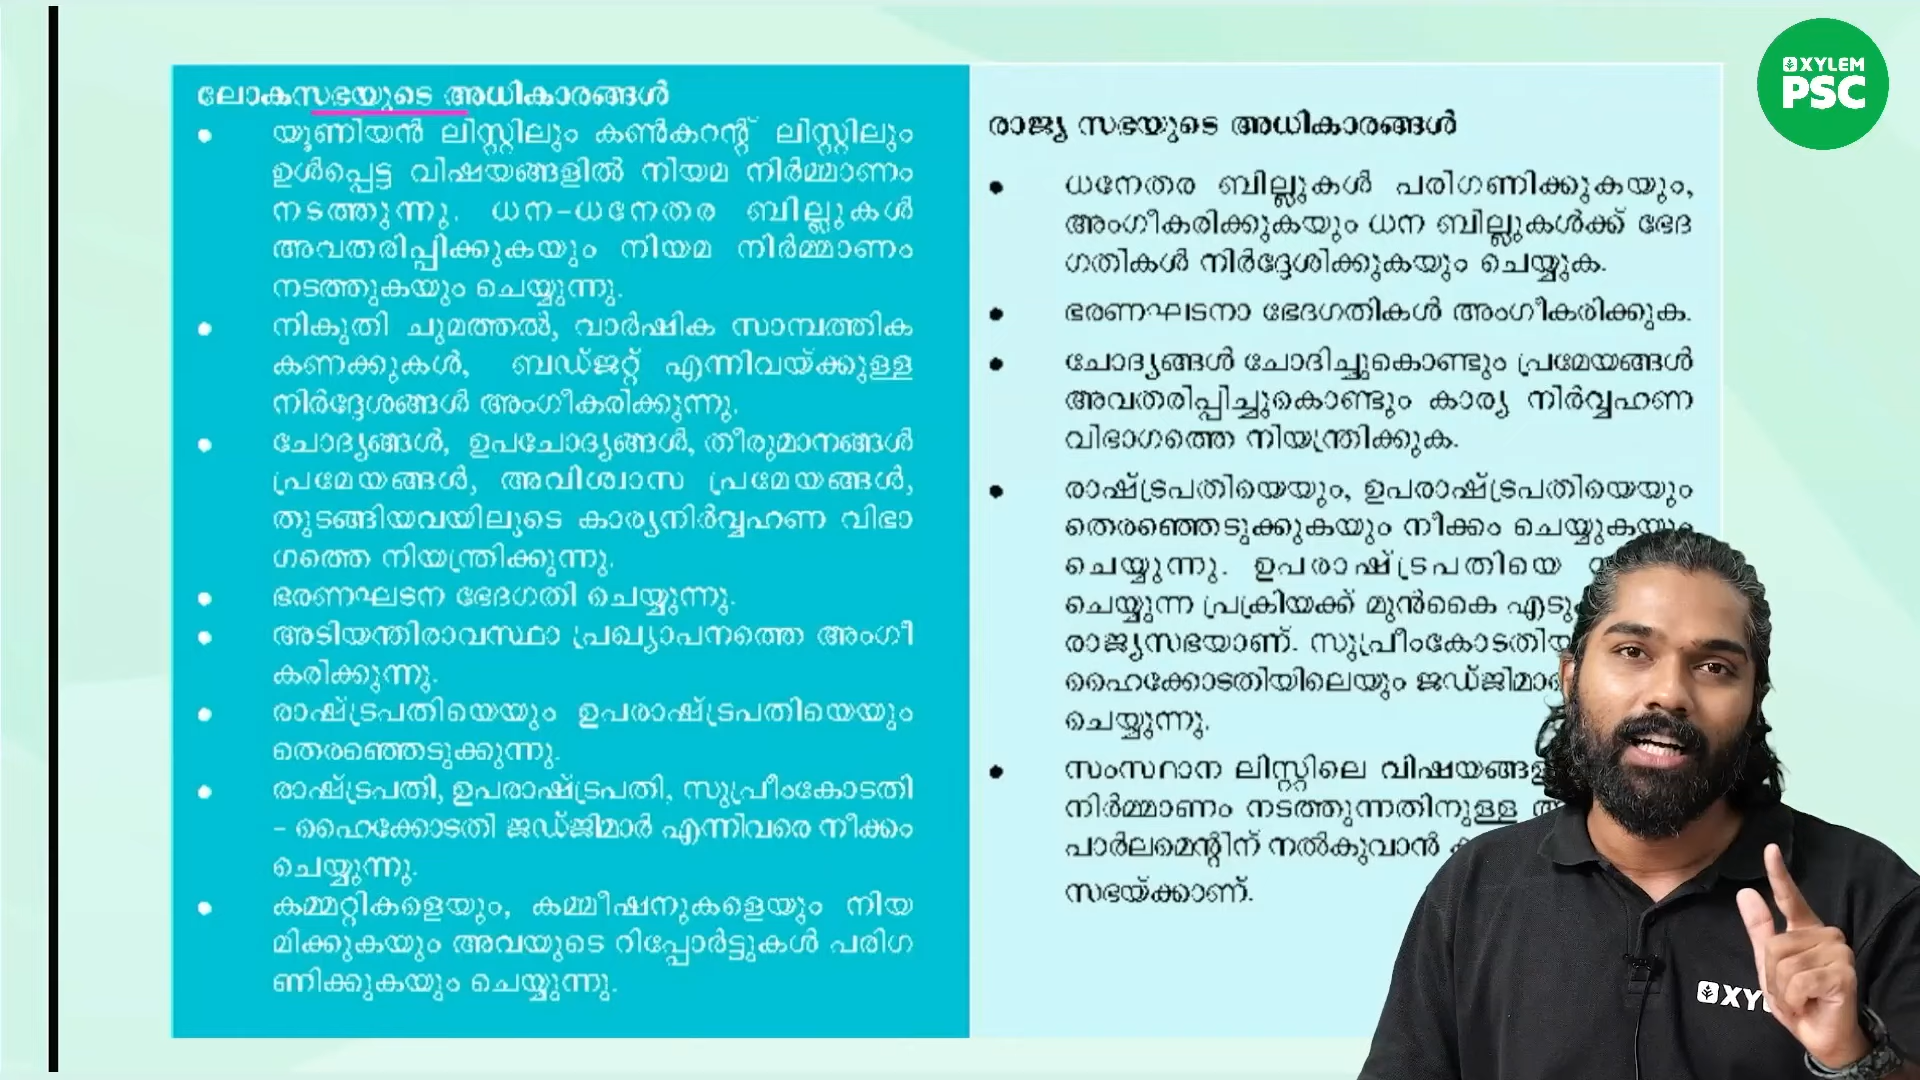 ലോകസഭയുടെ അധികാരങ്ങൾ
• യൂണിയൻ ലിസ്റ്റിലും കൺകറന്റ് ലിസ്റ്റിലും
ഉൾപ്പെട്ട വിഷയങ്ങളിൽ നിയമ നിർമ്മാണം
നടത്തുന്നു. ധന-ധനേതര ബില്ലുകൾ
അവതരിപ്പിക്കുകയും നിയമ നിർമ്മാണം
നടത്തുകയും ചെയ്യുന്നു.
• നികുതി ചുമത്തൽ, വാർഷിക സാമ്പത്തിക
കണക്കുകൾ, ബഡ്ജറ്റ് എന്നിവയ്ക്കുള്ള
നിർദ്ദേശങ്ങൾ അംഗീകരിക്കുന്നു.
• ചോദ്യങ്ങൾ, ഉപചോദ്യങ്ങൾ, തീരുമാനങ്ങൾ
പ്രമേയങ്ങൾ, അവിശ്വാസ പ്രമേയങ്ങൾ,
തുടങ്ങിയവയിലൂടെ കാര്യനിർവ്വഹണ വിഭാ
ഗത്തെ നിയന്ത്രിക്കുന്നു.
• ഭരണഘടന ഭേദഗതി ചെയ്യുന്നു.
• അടിയന്തിരാവസ്ഥാ പ്രഖ്യാപനത്തെ അംഗീ
കരിക്കുന്നു.
• രാഷ്ട്രപതിയെയും ഉപരാഷ്ട്രപതിയെയും
തെരഞ്ഞെടുക്കുന്നു.
• രാഷ്ട്രപതി, ഉപരാഷ്ട്രപതി, സുപ്രീംകോടതി
- ഹൈക്കോടതി ജഡ്ജിമാർ എന്നിവരെ നീക്കം
ചെയ്യുന്നു.
• കമ്മറ്റികളെയും, കമ്മീഷനുകളെയും നിയ
മിക്കുകയും അവയുടെ റിപ്പോർട്ടുകൾ പരിഗ
ണിക്കുകയും ചെയ്യുന്നു.
രാജ്യ സഭയുടെ അധികാരങ്ങൾ
• ധനേതര ബില്ലുകൾ പരിഗണിക്കുകയും,
അംഗീകരിക്കുകയും ധന ബില്ലുകൾക്ക് ഭേദ
ഗതികൾ നിർദ്ദേശിക്കുകയും ചെയ്യുക.
• ഭരണഘടനാ ഭേദഗതികൾ അംഗീകരിക്കുക.
• ചോദ്യങ്ങൾ ചോദിച്ചുകൊണ്ടും പ്രമേയങ്ങൾ
അവതരിപ്പിച്ചുകൊണ്ടും കാര്യ നിർവ്വഹണ
വിഭാഗത്തെ നിയന്ത്രിക്കുക.
• രാഷ്ട്രപതിയെയും, ഉപരാഷ്ട്രപതിയെയും
തെരഞ്ഞെടുക്കുകയും നീക്കം ചെയ്യുകയും
ചെയ്യുന്നു. ഉപരാഷ്ട്രപതിയെ
ചെയ്യുന്ന പ്രക്രിയക്ക് മുൻകൈ
രാജ്യസഭയാണ്.
ഹൈക്കോടതിയിലെയും
ചെയ്യുന്നു.
• സംസ്ഥാന ലിസ്റ്റിലെ
നിർമ്മാണം നടത്തുന്നതിനുള്ള
പാർലമെന്റിന് നൽകുവാൻ
സഭയ്ക്കാണ്.
XYLEM
PSC